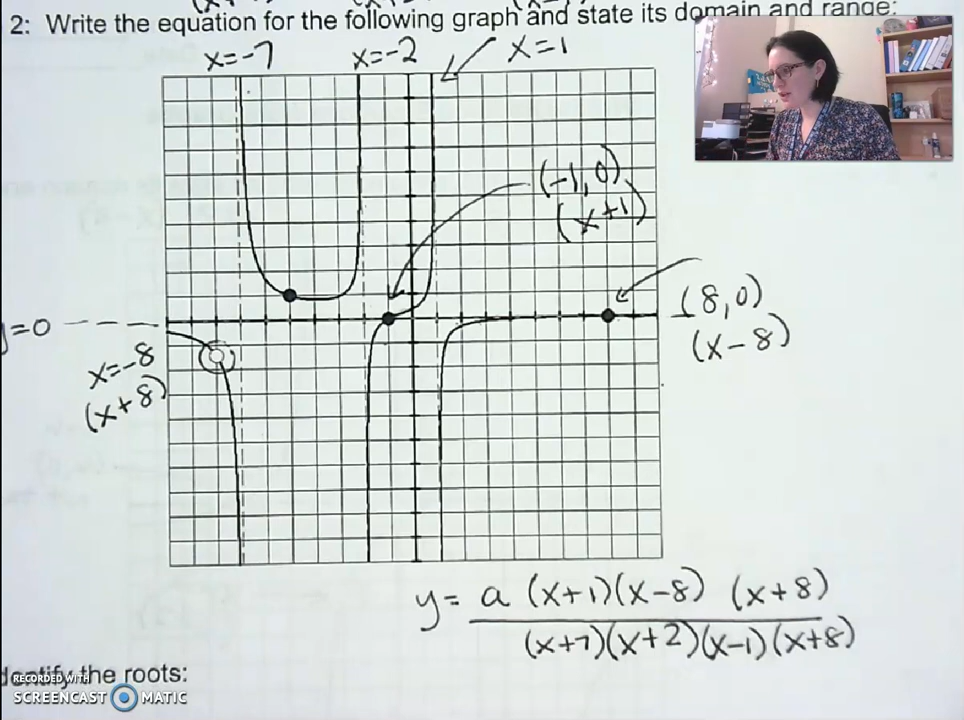 2: Write the equation for the following graph and state its domain and range:
x=-7 x=-2 x=1
(-1,0)
(x+1)
(8,0)
(x-8)
=0
x=-8
(x+8)
y= a (x+1)(x-8) (x+8)
(x+7)(x+2)(x-1)(x+8)
dentify the roots:
RECORDED WITH
SCREENCAST MATIC